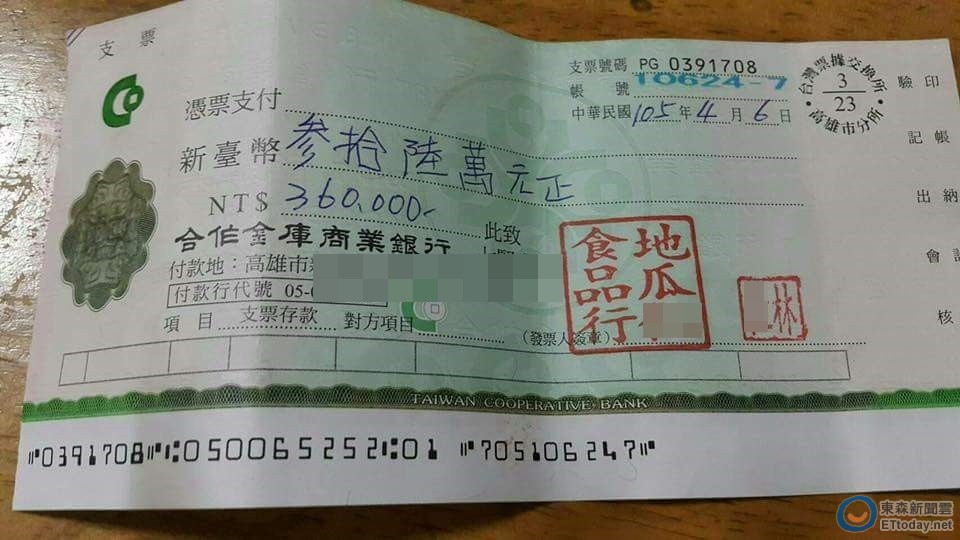 支票
支票號碼 PG 0391708
帳號 10624-7
中華民國105年4月6日
台灣票據交換所
3
23
高雄市分所
驗印
記帳
出納
會
核
憑票支付
新臺幣 參拾陸萬元正
NT$ 360,000-
合作金庫商業銀行
此致
付款地：高雄市
付款行代號 05-
項目 支票存款 對方項目
(發票人簽章)
地瓜
食品行
林
TAIWAN COOPERATIVE BANK
⑈0391708⑈⑆050065252⑆01 ⑈705106247⑈
東森新聞雲
ETtoday.net